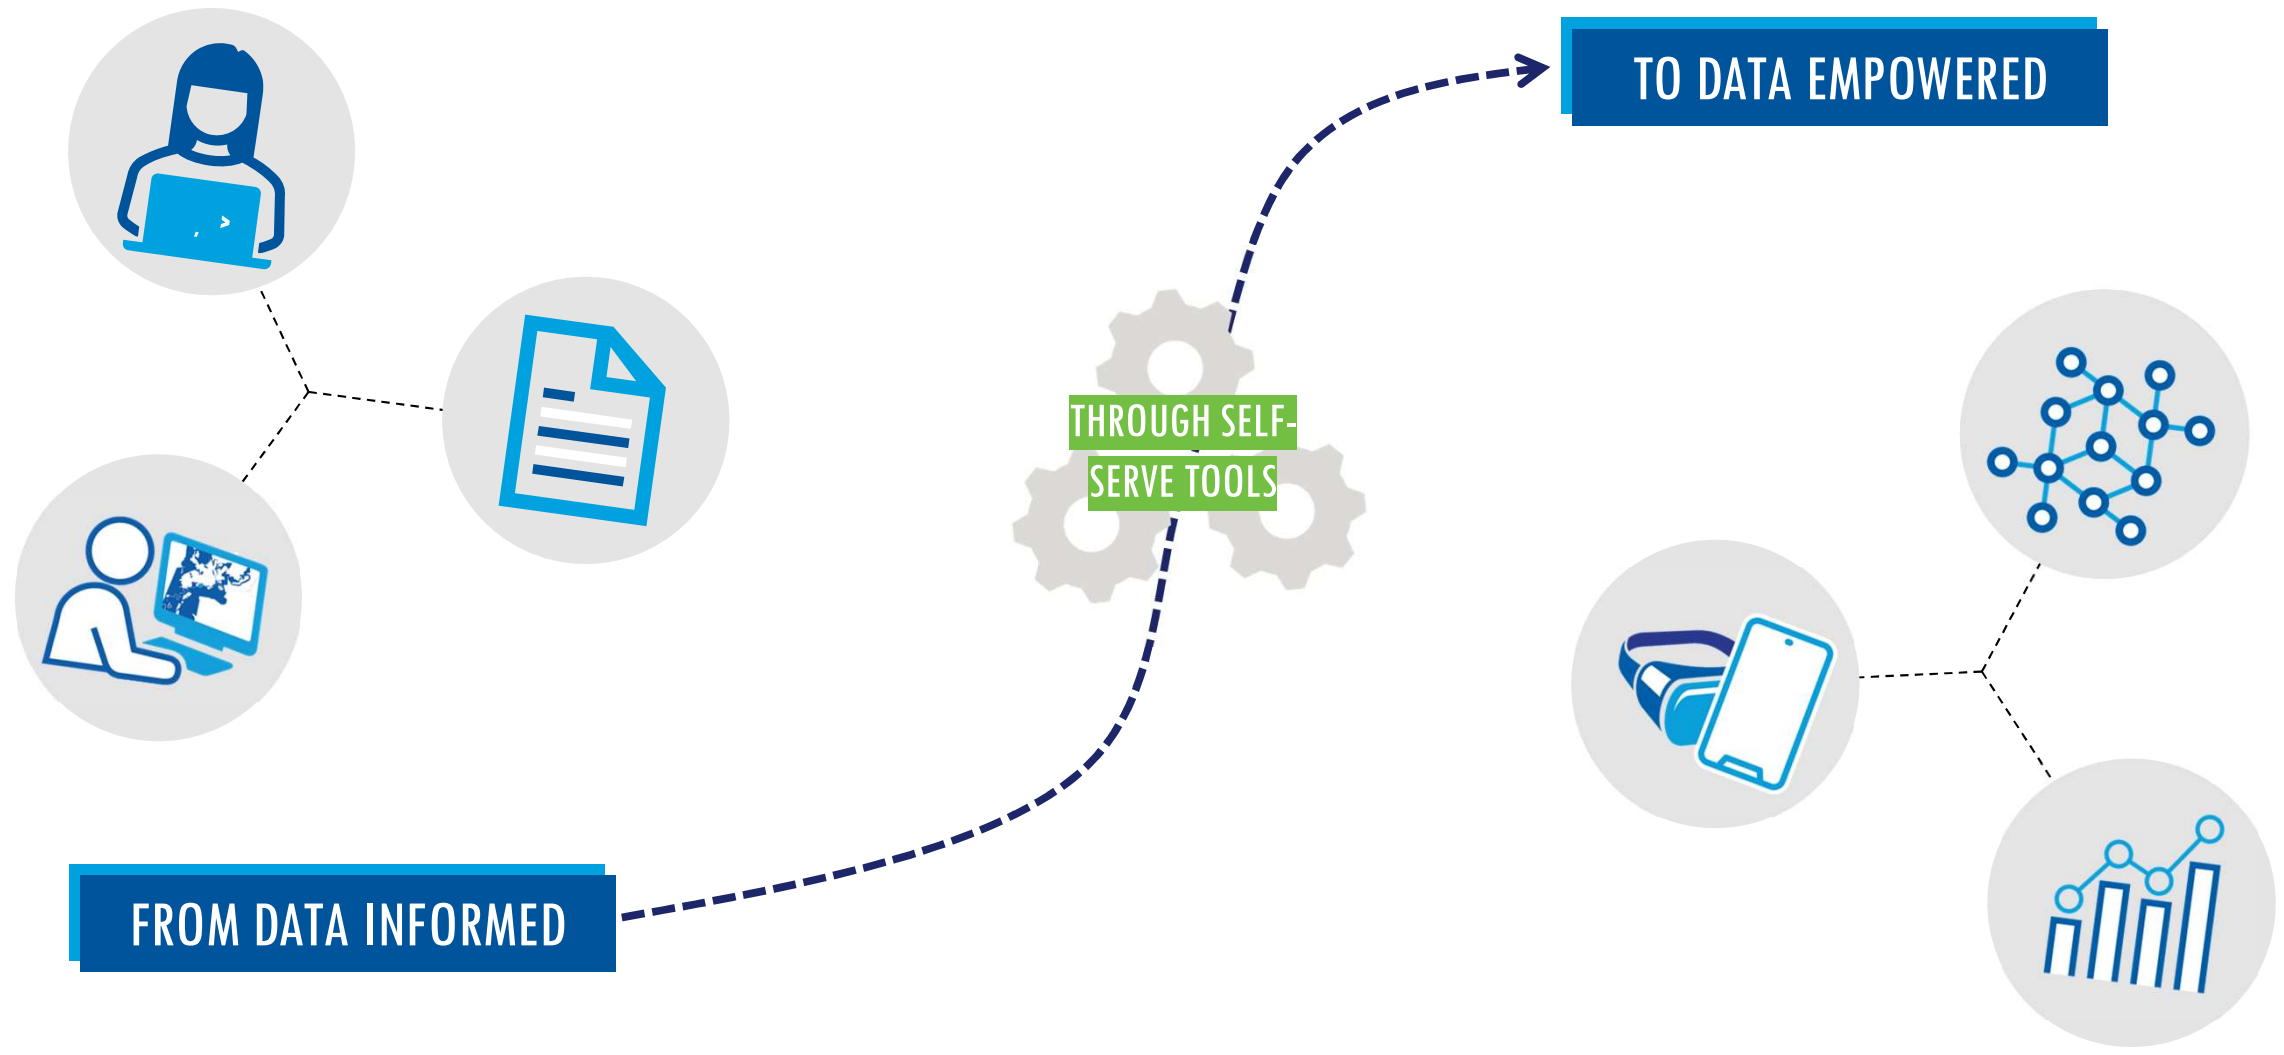 TO DATA EMPOWERED
THROUGH SELF-
SERVE TOOLS
FROM DATA INFORMED